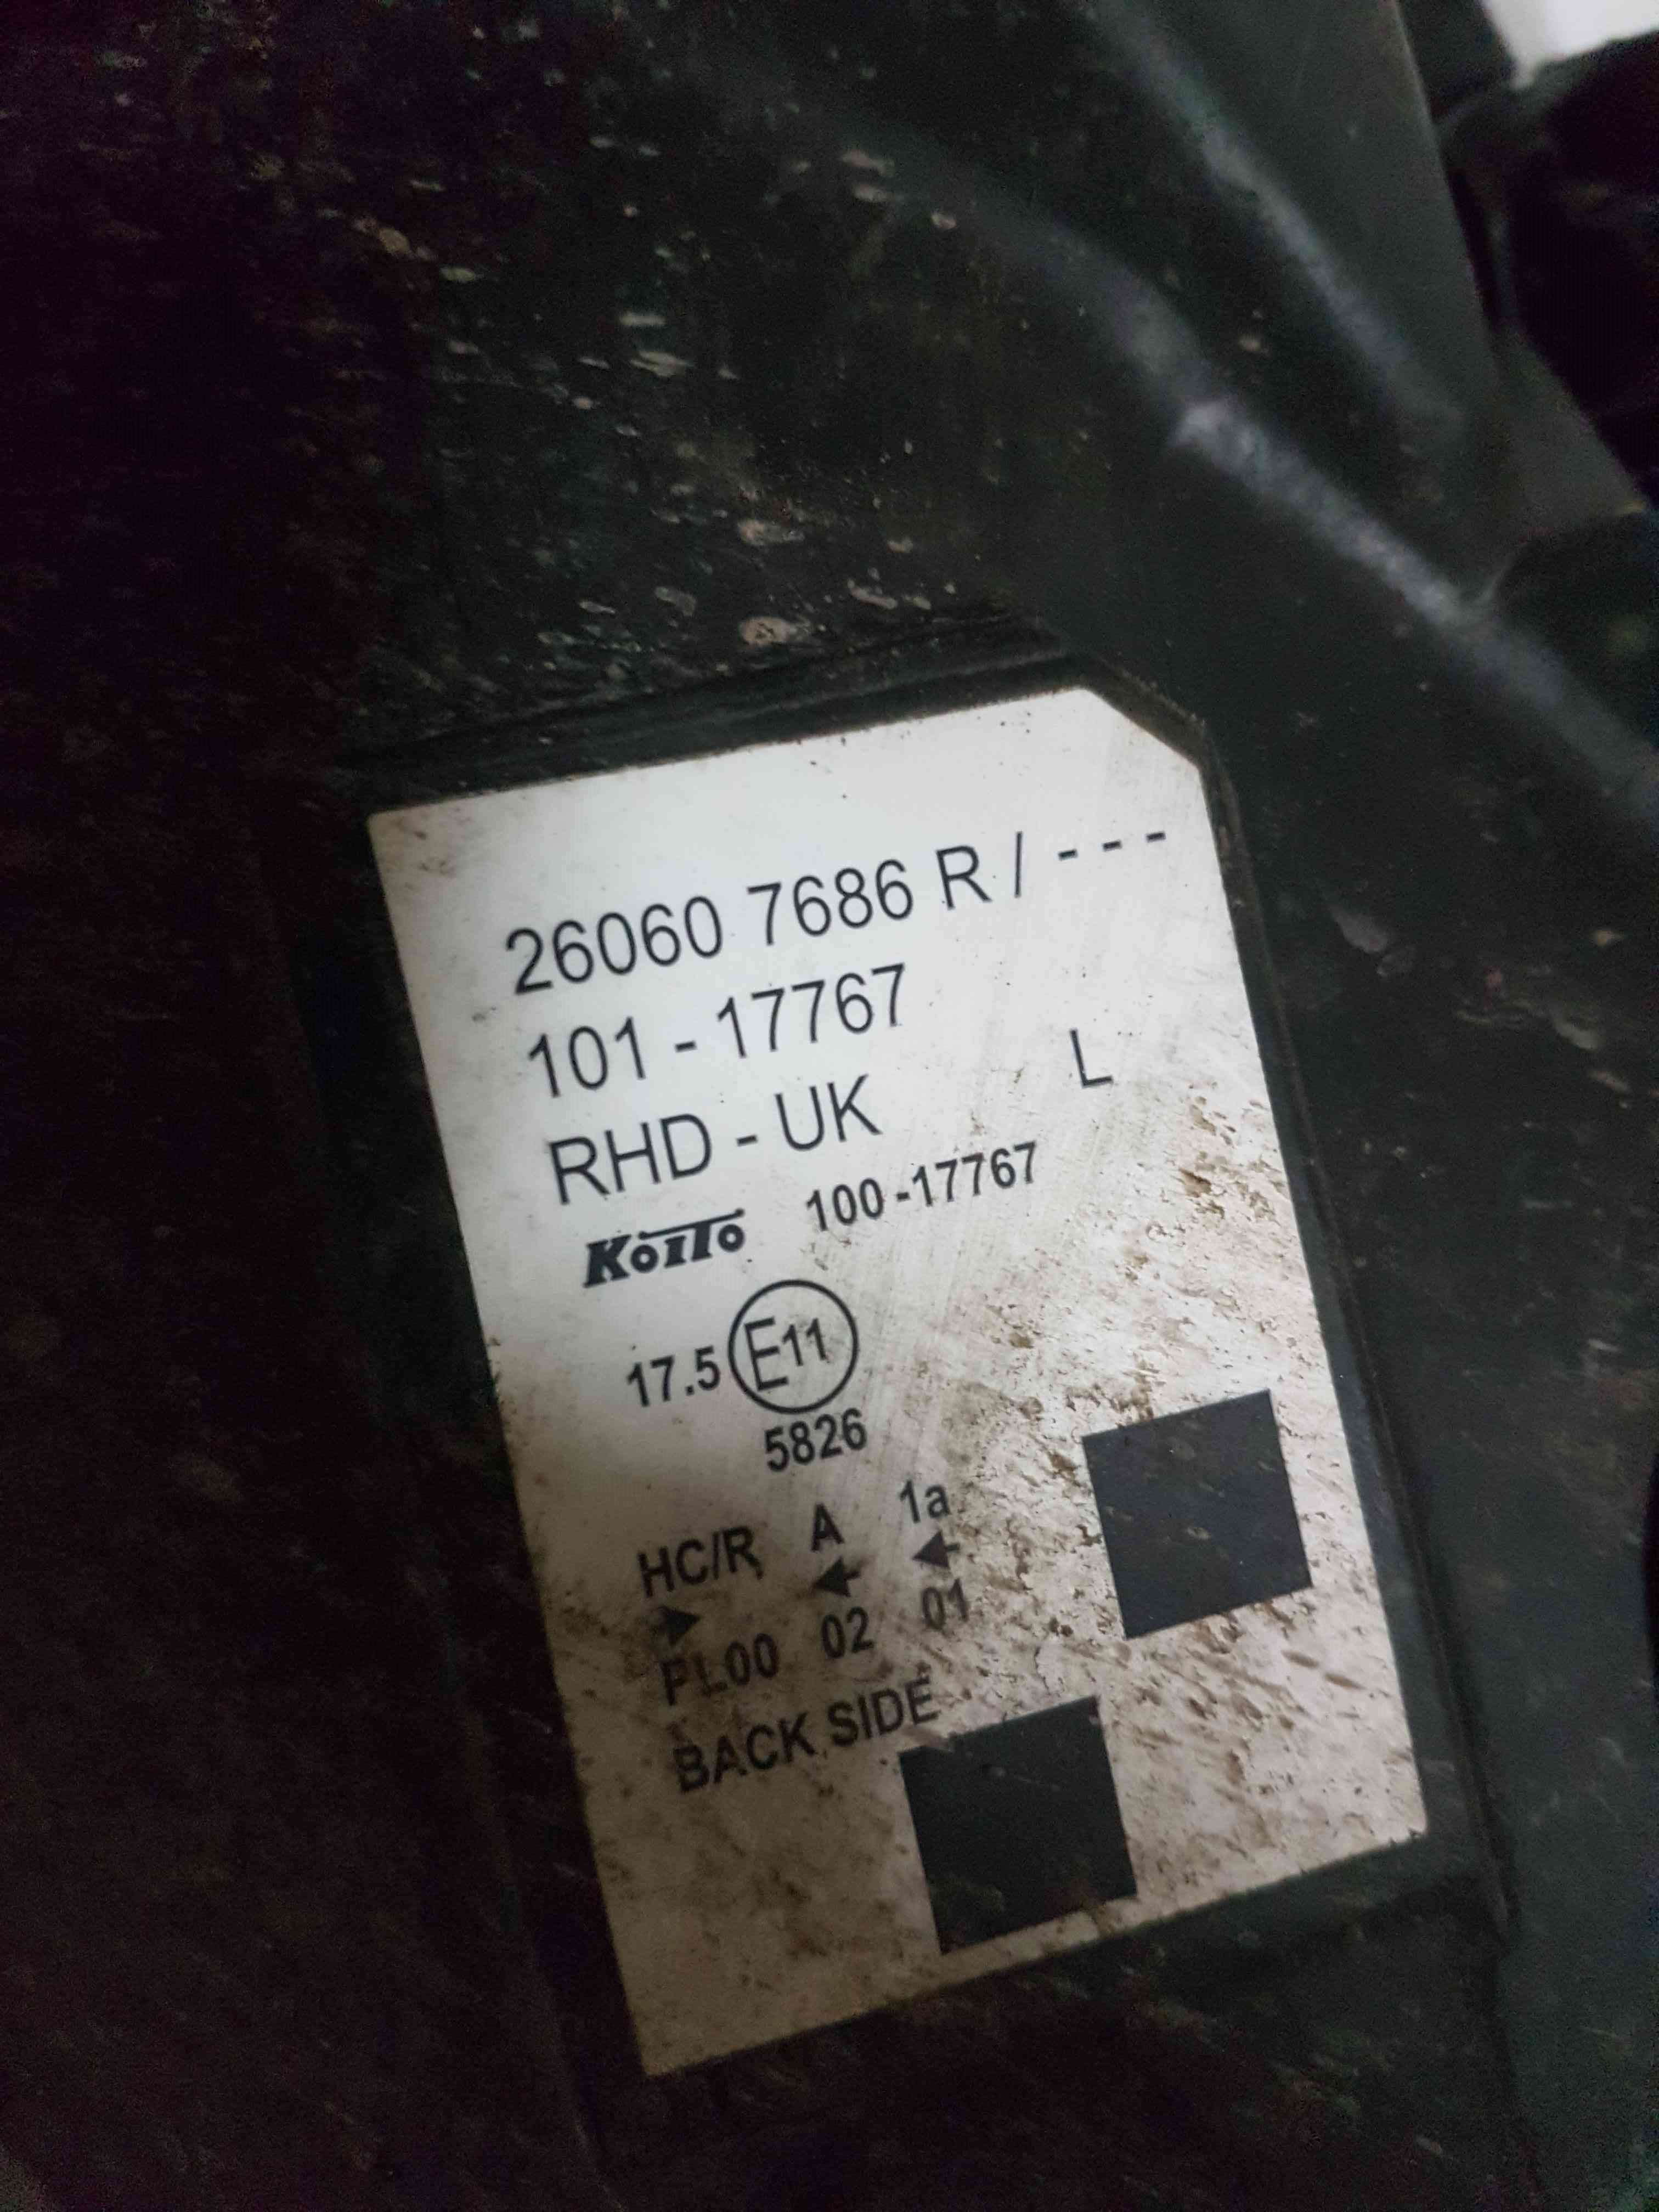 26060 7686 R / - - -
101 - 17767
RHD - UK L
KOITO 100-17767
17.5 E11
5826
HC/R A 1a
→ ← ←
PL00 02 01
BACK SIDE